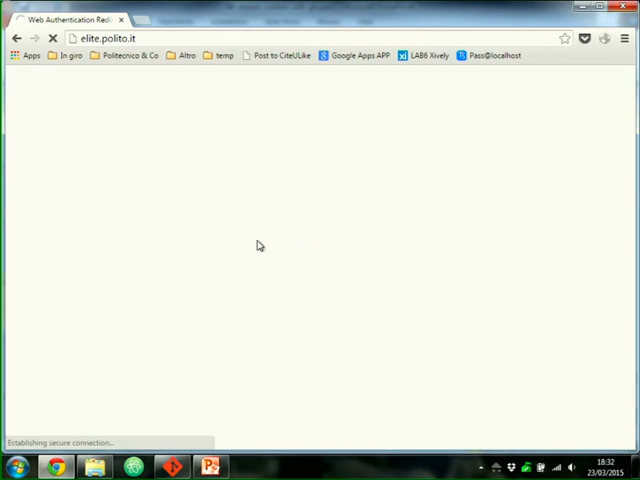 Web Authentication Redi
elite.polito.it
Apps In giro Politecnico & Co Altro temp Post to CiteULike Google Apps APP LAB6 Xively Pass@localhost
Establishing secure connection...
18:32
23/03/2015